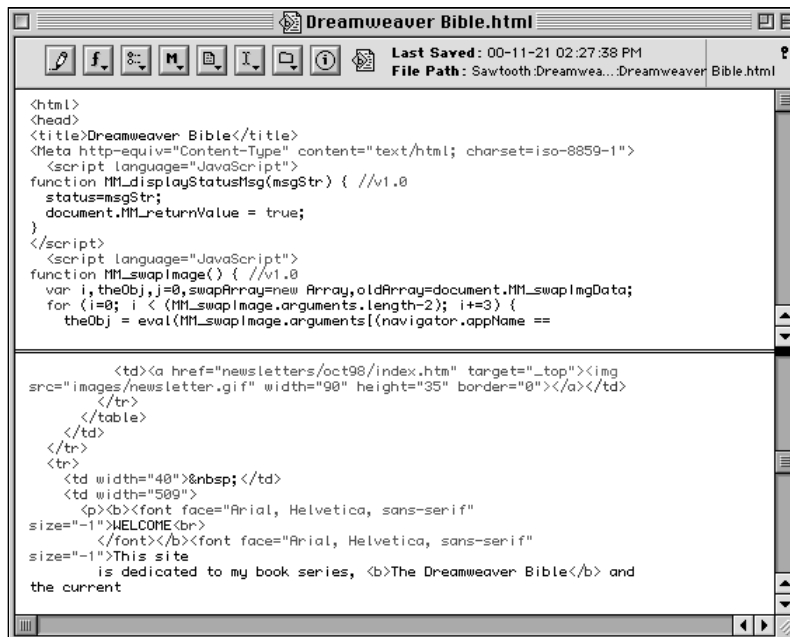 Dreamweaver Bible.html
Last Saved: 00-11-21 02:27:38 PM
File Path: Sawtooth:Dreamwea...:Dreamweaver Bible.html
<html>
<head>
<title>Dreamweaver Bible</title>
<Meta http-equiv="Content-Type" content="text/html; charset=iso-8859-1">
<script language="JavaScript">
function MM_displayStatusMsg(msgStr) { //v1.0
status=msgStr;
document.MM_returnValue = true;
}
</script>
<script language="JavaScript">
function MM_swapImage() { //v1.0
var i,theObj,j=0,swapArray=new Array,oldArray=document.MM_swapImgData;
for (i=0; i < (MM_swapImage.arguments.length-2); i+=3) {
theObj = eval(MM_swapImage.arguments[(navigator.appName ==
<td><a href="newsletters/oct98/index.htm" target="_top"><img
src="images/newsletter.gif" width="90" height="35" border="0"></a></td>
</tr>
</table>
</td>
</tr>
<tr>
<td width="40">&nbsp;</td>
<td width="509">
<p><b><font face="Arial, Helvetica, sans-serif"
size="-1">WELCOME<br>
</font></b><font face="Arial, Helvetica, sans-serif"
size="-1">This site
is dedicated to my book series, <b>The Dreamweaver Bible</b> and
the current